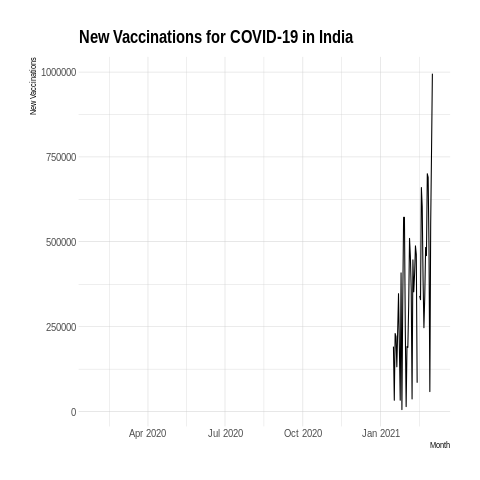 New Vaccinations for COVID-19 in India
New Vaccinations
1000000
750000
500000
250000
0
Apr 2020 Jul 2020 Oct 2020 Jan 2021
Month